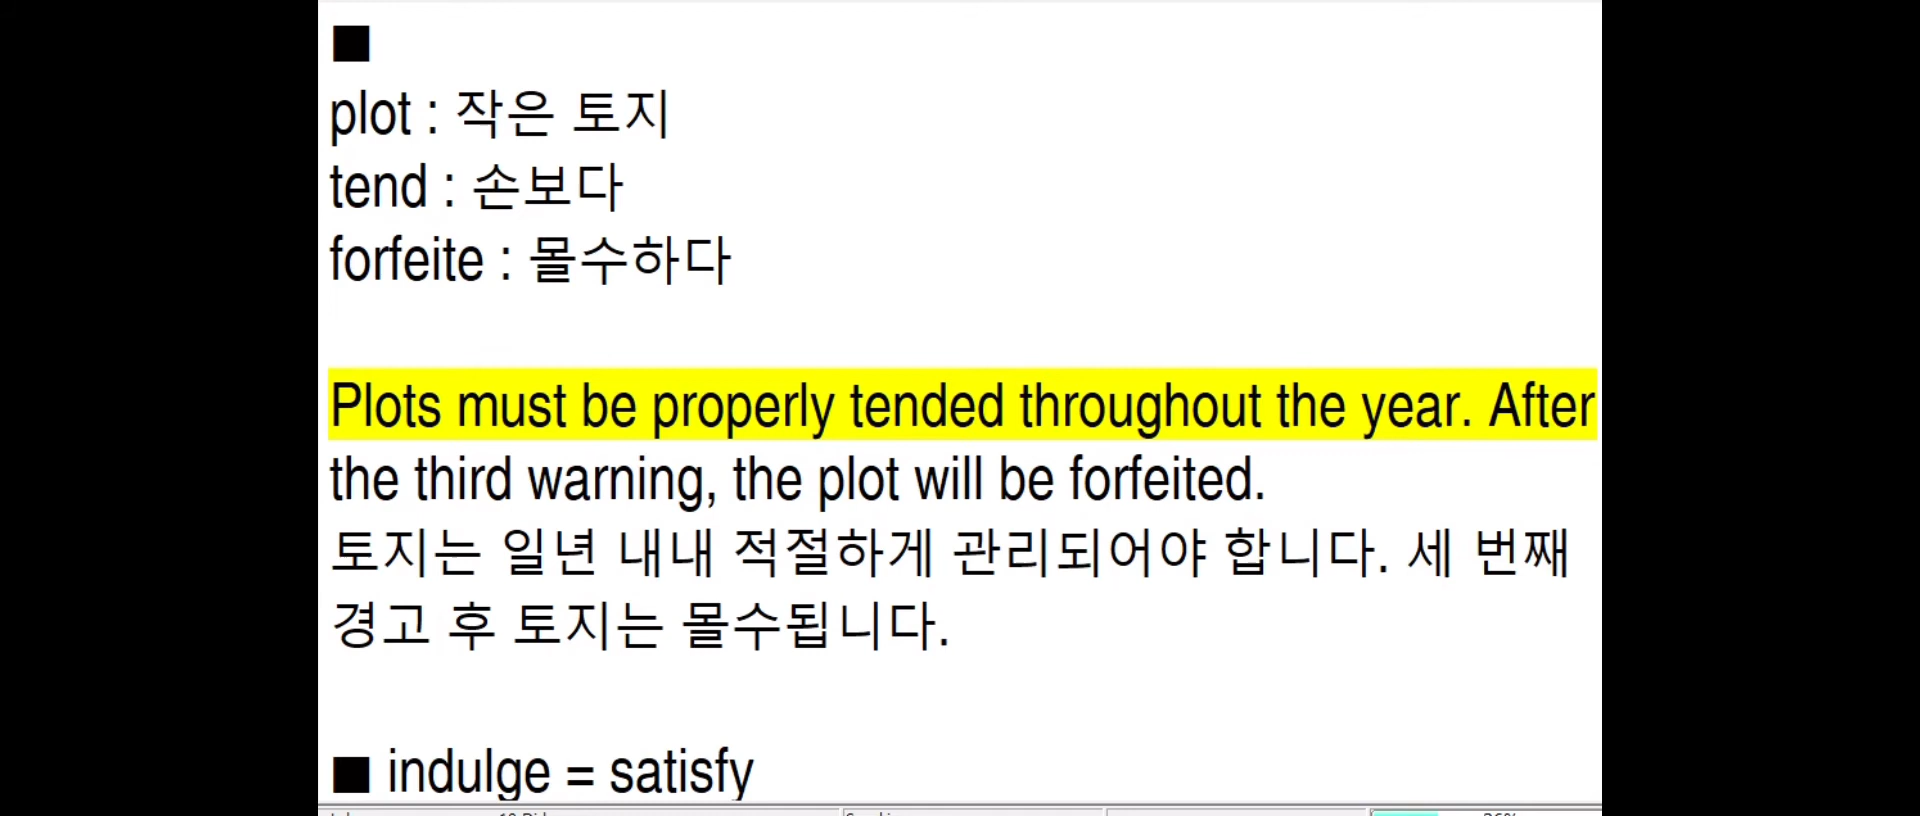 ■
plot : 작은 토지
tend : 손보다
forfeite : 몰수하다
Plots must be properly tended throughout the year. After
the third warning, the plot will be forfeited.
토지는 일년 내내 적절하게 관리되어야 합니다. 세 번째
경고 후 토지는 몰수됩니다.
■ indulge = satisfy